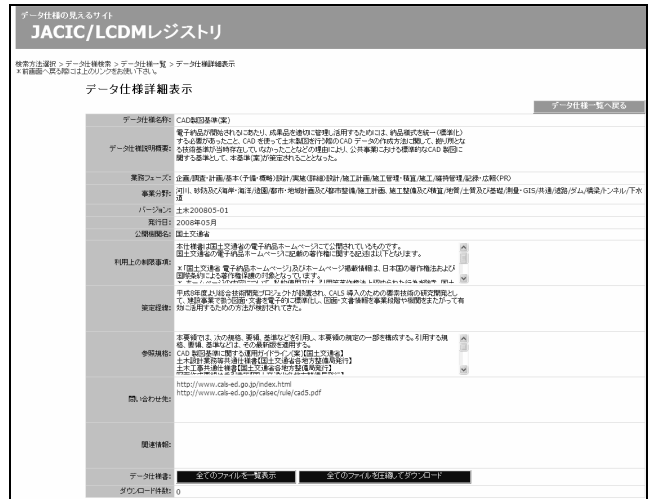 データ仕様の見えるサイト
JACIC/LCDMレジストリ
検索方法選択 > データ仕様検索 > データ仕様一覧 > データ仕様詳細表示
※前画面へ戻る際は上のリンクをお使い下さい。
データ仕様詳細表示
データ仕様一覧へ戻る
データ仕様名称: CAD製図基準(案)
データ仕様説明概要: 電子納品が開始されるにあたり、成果品を適切に管理し活用するためには、納品様式を統一(標準化)
する必要があったこと、CAD を使って土木製図を行う際の CAD データの作成方法に関して、拠り所とな
る技術基準が当時存在していなかったことなどの理由により、公共事業における標準的なCAD 製図に
関する基準として、本基準(案)が策定されることとなった。
業務フェーズ: 企画/調査・計画/基本(予備・概略)設計/実施(詳細)設計/施工計画/施工管理・積算/施工/維持管理/記録・広報(PR)
事業分野: 河川、砂防及び海岸・海洋/造園/都市・地域計画及び都市整備/施工計画、施工整備及び積算/地質/土質及び基礎/測量・GIS/共通/道路/ダム/橋梁/トンネル/下水
道
バージョン: 土木200805-01
発行日: 2008年05月
公開機関名: 国土交通省
利用上の制限事項: 本仕様書は国土交通省の電子納品ホームページにて公開されているものです。
国土交通省の電子納品ホームページに記載の著作権に関する記述は以下となります。
※「国土交通省 電子納品ホームページ」及びホームページ掲載情報は、日本国の著作権法および
国際条約による著作権保護の対象となっています。
策定経緯: 平成8年度より総合技術開発プロジェクトが設置され、CALS 導入のための要素技術の研究開発とし
て、建設事業で扱う図面・文書を電子的に標準化し、図面・文書情報を事業段階や機関をまたがって有
効に活用するための方法が検討されてきた。
参照規格: 本要領では、次の規格、要領、基準などを引用し、本要領の規定の一部を構成する。引用する規
格、要領、基準などは、その最新版を適用する。
CAD 製図基準に関する運用ガイドライン(案)【国土交通省】
土木設計業務等共通仕様書【国土交通省各地方整備局発行】
土木工事共通仕様書【国土交通省各地方整備局発行】
問い合わせ先: http://www.cals-ed.go.jp/index.html
http://www.cals-ed.go.jp/calsec/rule/cad5.pdf
関連情報:
データ仕様書: 全てのファイルを一覧表示 全てのファイルを圧縮してダウンロード
ダウンロード件数: 0